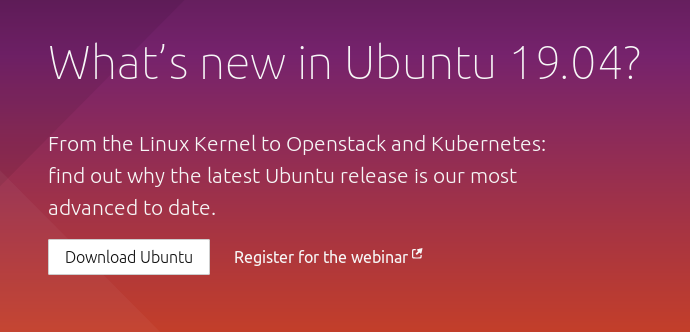 What’s new in Ubuntu 19.04?
From the Linux Kernel to Openstack and Kubernetes:
find out why the latest Ubuntu release is our most
advanced to date.
Download Ubuntu Register for the webinar